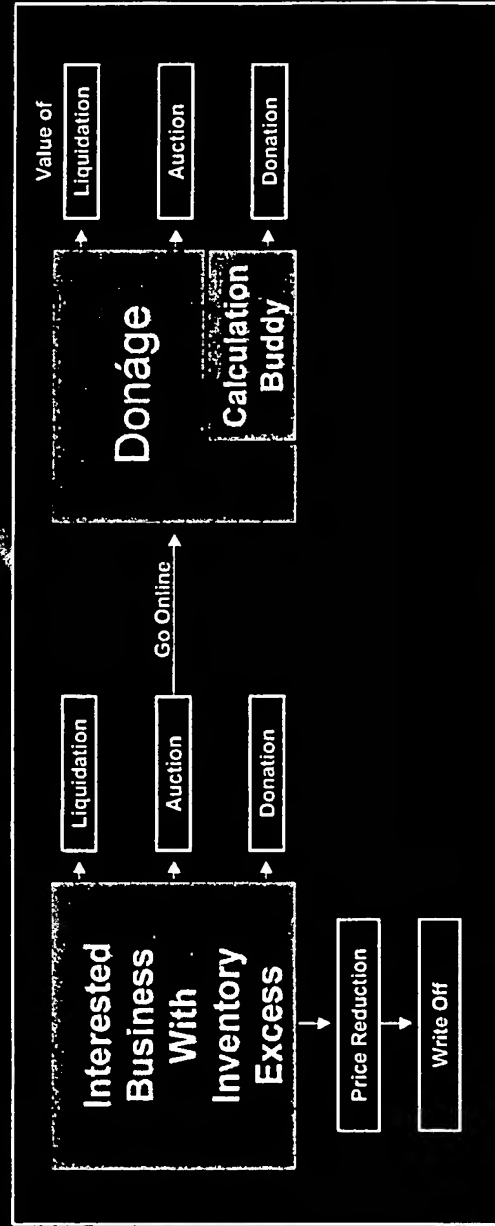 Interested
Business
With
Inventory
Excess
Liquidation
Auction
Donation
Price Reduction
Write Off
Go Online
Donáge
Calculation
Buddy
Value of
Liquidation
Auction
Donation